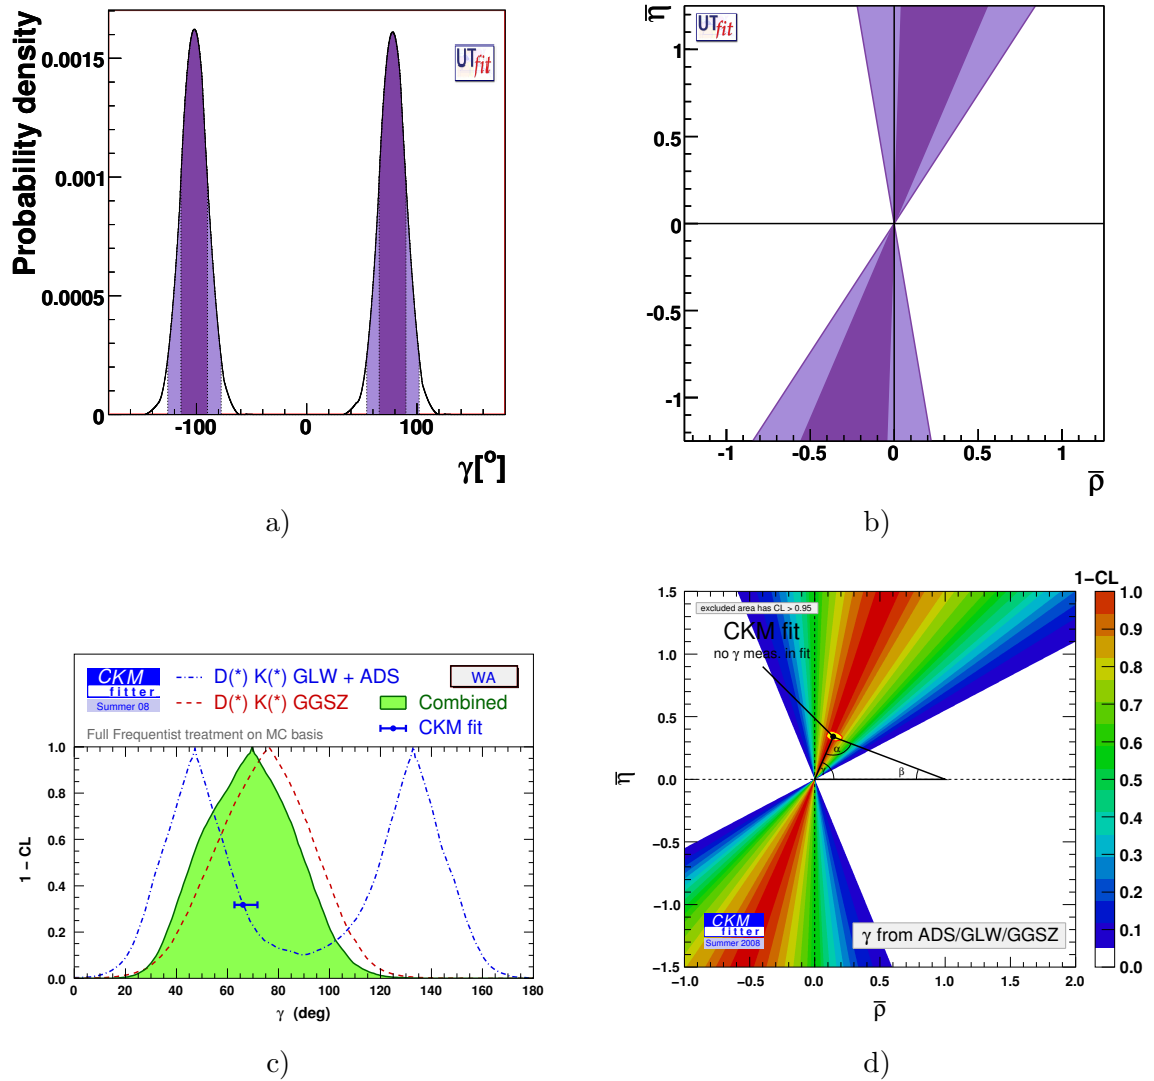 Probability density
0.0015
0.001
0.0005
0
-100
0
100
γ[o]
UTfit
a)
η̄
1
0.5
0
-0.5
-1
-1
-0.5
0
0.5
1
ρ̄
UTfit
b)
CKM
fitter
Summer 08
D(*) K(*) GLW + ADS
D(*) K(*) GGSZ
WA
Combined
CKM fit
Full Frequentist treatment on MC basis
1 − CL
1.0
0.8
0.6
0.4
0.2
0.0
0
20
40
60
80
100
120
140
160
180
γ (deg)
c)
1−CL
excluded area has CL > 0.95
CKM fit
no γ meas. in fit
α
γ
β
η̄
1.5
1.0
0.5
0.0
−0.5
−1.0
−1.5
−1.0
−0.5
0.0
0.5
1.0
1.5
2.0
ρ̄
CKM
fitter
Summer 2008
γ from ADS/GLW/GGSZ
1.0
0.9
0.8
0.7
0.6
0.5
0.4
0.3
0.2
0.1
0.0
d)